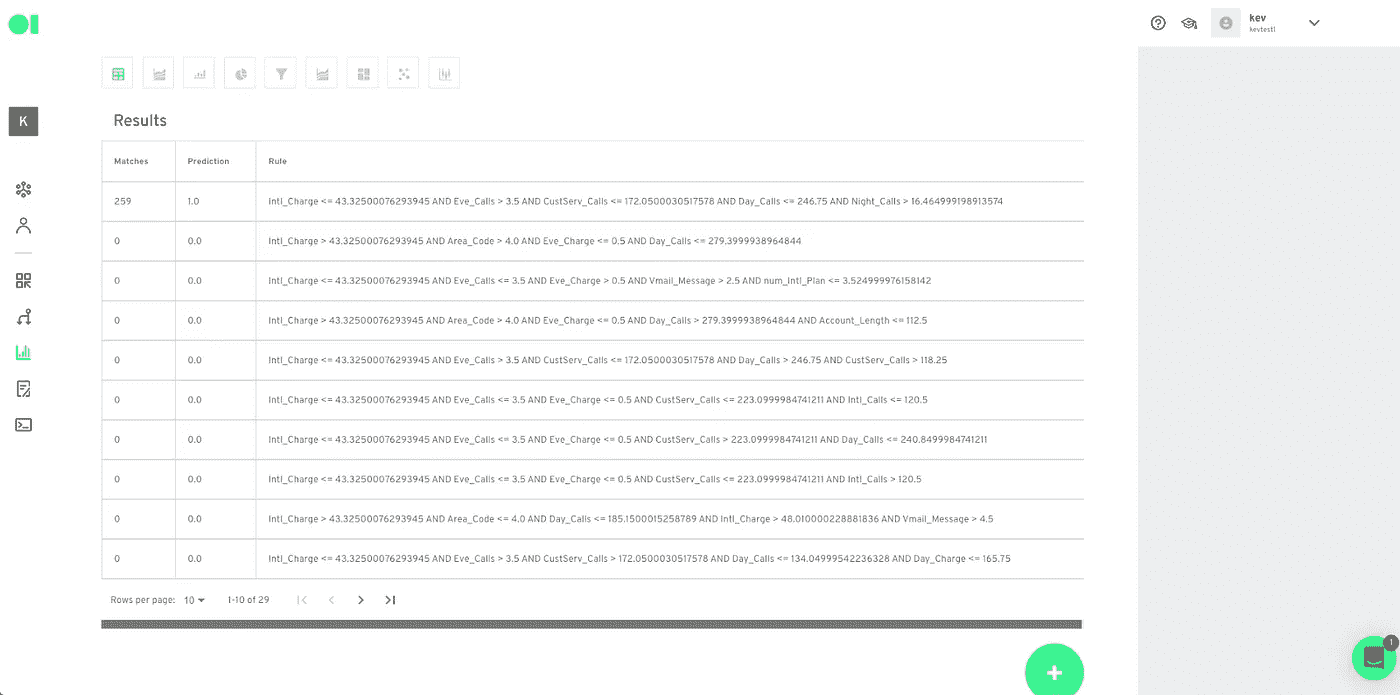 kev
kevtest1
K
Results
Matches Prediction Rule
259 1.0 Intl_Charge <= 43.32500076293945 AND Eve_Calls > 3.5 AND CustServ_Calls <= 172.0500030517578 AND Day_Calls <= 246.75 AND Night_Calls > 16.464999198913574
0 0.0 Intl_Charge > 43.32500076293945 AND Area_Code > 4.0 AND Eve_Charge <= 0.5 AND Day_Calls <= 279.3999938964844
0 0.0 Intl_Charge <= 43.32500076293945 AND Eve_Calls <= 3.5 AND Eve_Charge > 0.5 AND Vmail_Message > 2.5 AND num_Intl_Plan <= 3.524999976158142
0 0.0 Intl_Charge > 43.32500076293945 AND Area_Code > 4.0 AND Eve_Charge <= 0.5 AND Day_Calls > 279.3999938964844 AND Account_Length <= 112.5
0 0.0 Intl_Charge <= 43.32500076293945 AND Eve_Calls > 3.5 AND CustServ_Calls <= 172.0500030517578 AND Day_Calls > 246.75 AND CustServ_Calls > 118.25
0 0.0 Intl_Charge <= 43.32500076293945 AND Eve_Calls <= 3.5 AND Eve_Charge <= 0.5 AND CustServ_Calls <= 223.0999984741211 AND Intl_Calls <= 120.5
0 0.0 Intl_Charge <= 43.32500076293945 AND Eve_Calls <= 3.5 AND Eve_Charge <= 0.5 AND CustServ_Calls > 223.0999984741211 AND Day_Calls <= 240.8499984741211
0 0.0 Intl_Charge <= 43.32500076293945 AND Eve_Calls <= 3.5 AND Eve_Charge <= 0.5 AND CustServ_Calls <= 223.0999984741211 AND Intl_Calls > 120.5
0 0.0 Intl_Charge > 43.32500076293945 AND Area_Code <= 4.0 AND Day_Calls <= 185.1500015258789 AND Intl_Charge > 48.010000228881836 AND Vmail_Message > 4.5
0 0.0 Intl_Charge <= 43.32500076293945 AND Eve_Calls > 3.5 AND CustServ_Calls > 172.0500030517578 AND Day_Calls <= 134.04999542236328 AND Day_Charge <= 165.75
Rows per page: 10 1-10 of 29
1